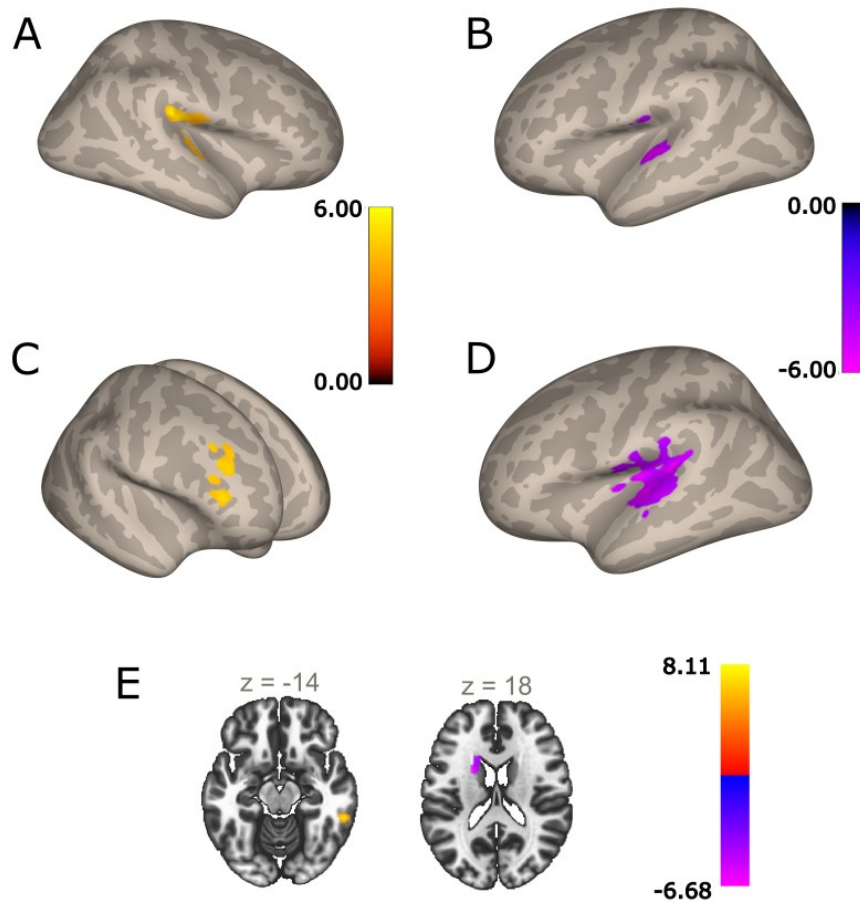 A
B
6.00
0.00
0.00
-6.00
C
D
E
z = -14
z = 18
8.11
-6.68